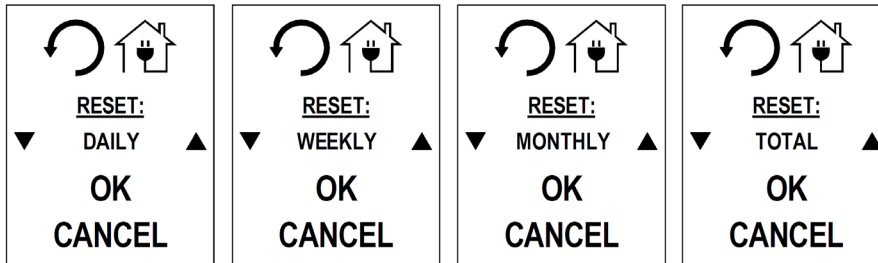 RESET:
▼ DAILY ▲
OK
CANCEL
RESET:
▼ WEEKLY ▲
OK
CANCEL
RESET:
▼ MONTHLY ▲
OK
CANCEL
RESET:
▼ TOTAL ▲
OK
CANCEL